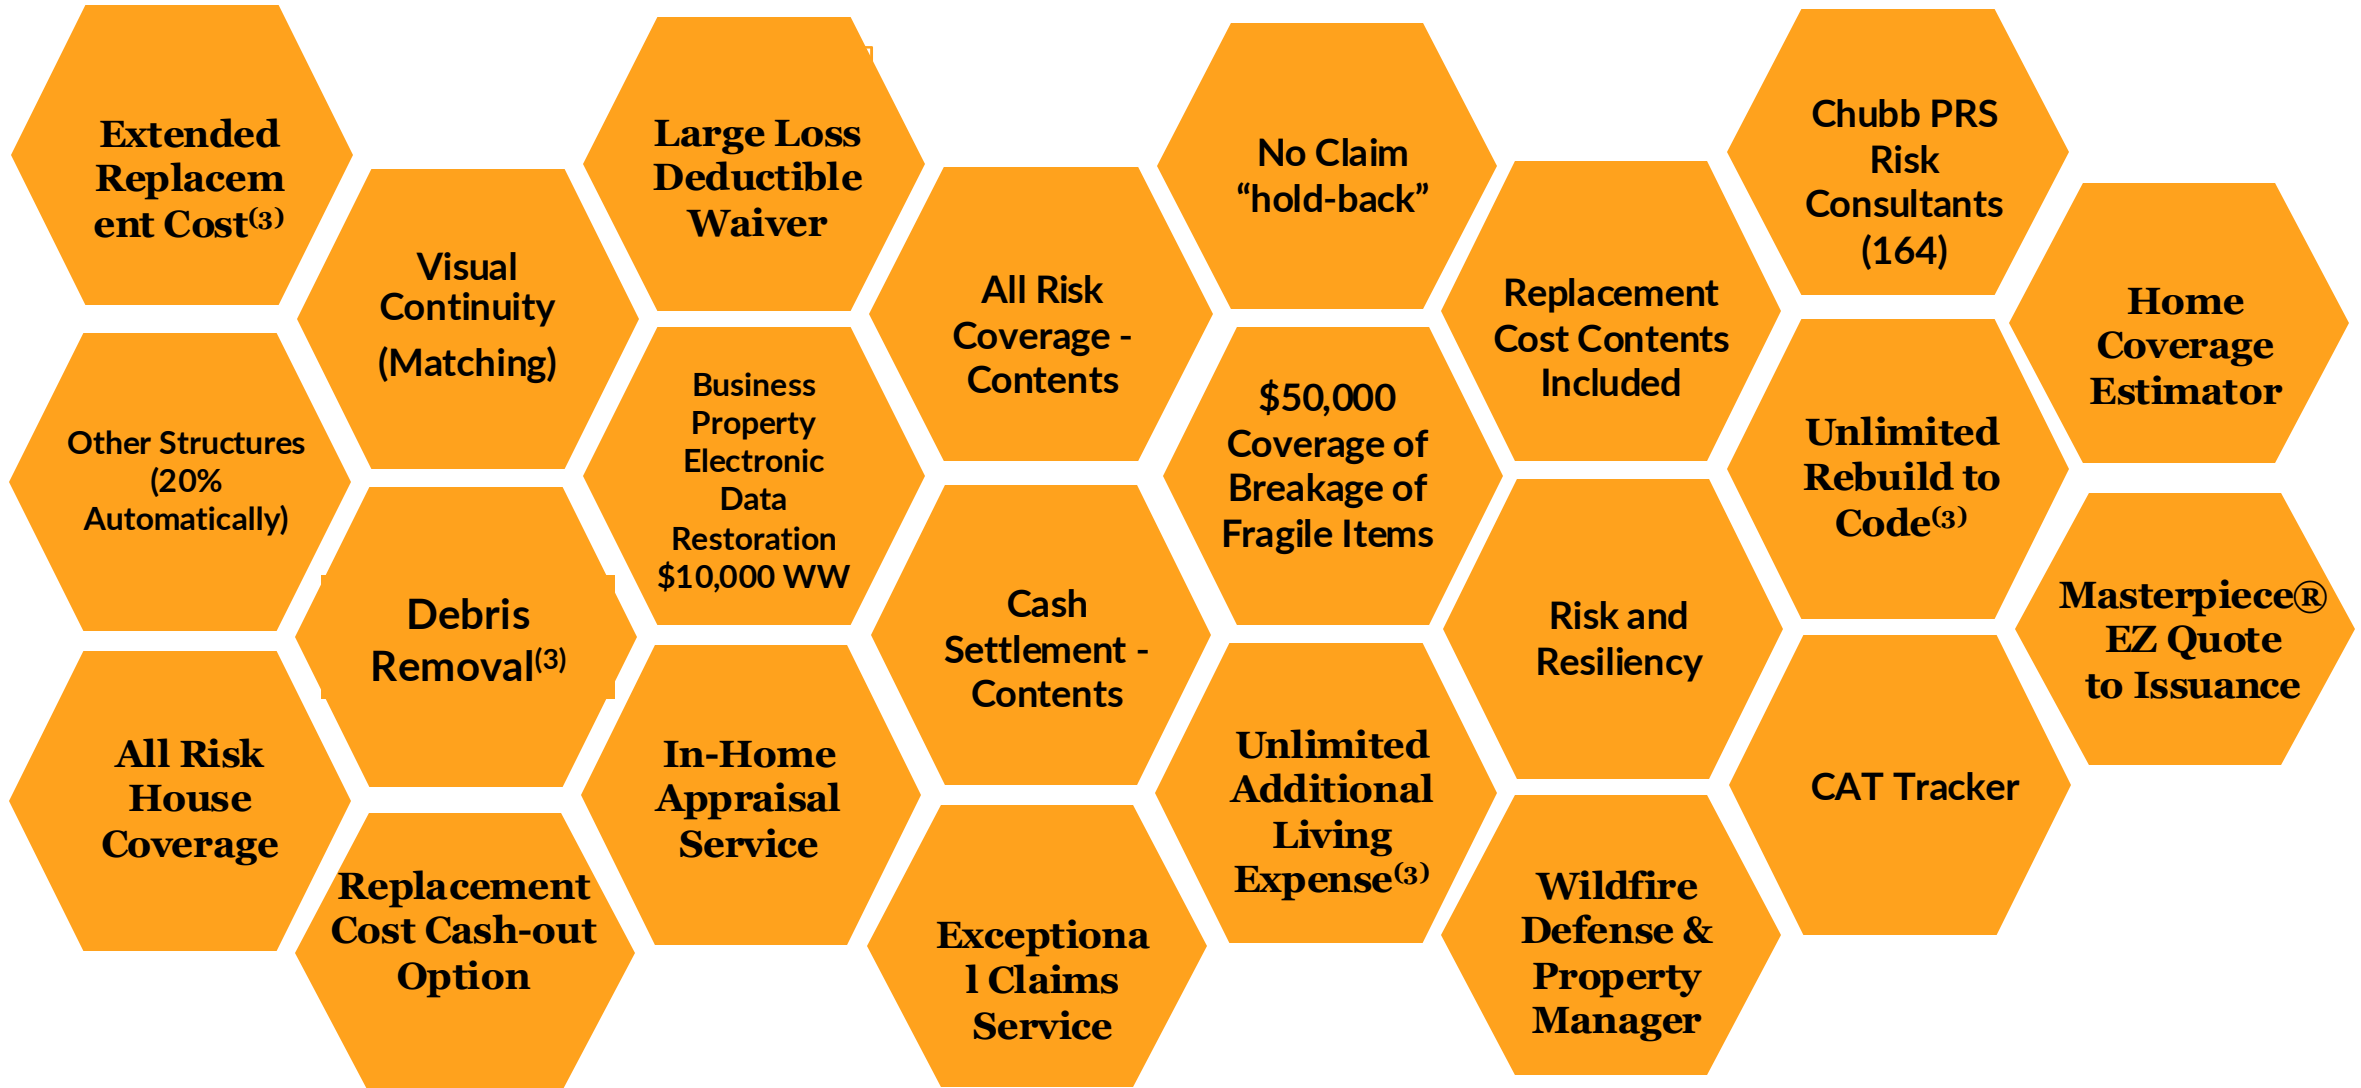 Extended
Replacem
ent Cost(3)
Other Structures
(20%
Automatically)
All Risk
House
Coverage
Visual
Continuity
(Matching)
Debris
Removal(3)
Replacement
Cost Cash-out
Option
Large Loss
Deductible
Waiver
Business
Property
Electronic
Data
Restoration
$10,000 WW
In-Home
Appraisal
Service
All Risk
Coverage -
Contents
Cash
Settlement -
Contents
Exceptiona
l Claims
Service
No Claim
“hold-back”
$50,000
Coverage of
Breakage of
Fragile Items
Unlimited
Additional
Living
Expense(3)
Replacement
Cost Contents
Included
Risk and
Resiliency
Wildfire
Defense &
Property
Manager
Chubb PRS
Risk
Consultants
(164)
Unlimited
Rebuild to
Code(3)
CAT Tracker
Home
Coverage
Estimator
Masterpiece®
EZ Quote
to Issuance